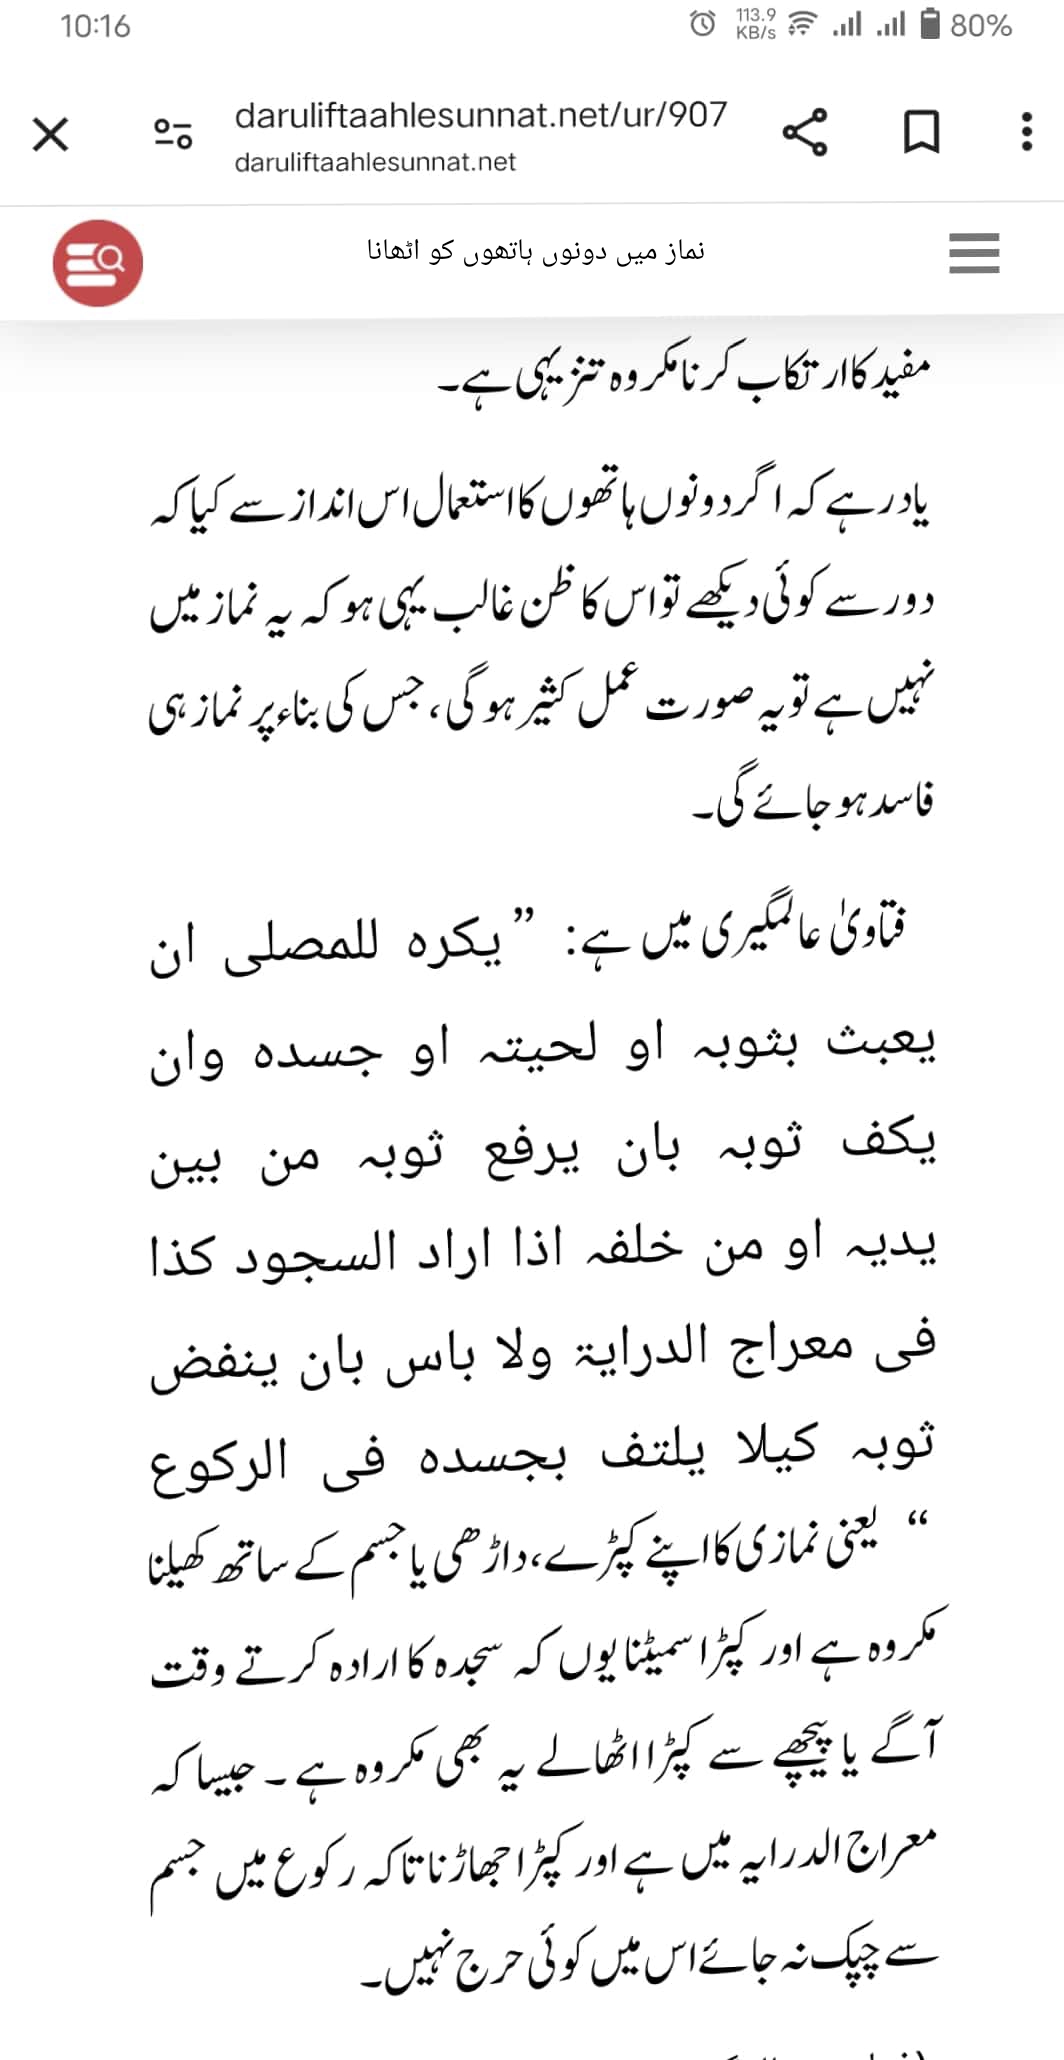 10:16 113.9 KB/s 80%
daruliftaahlesunnat.net/ur/907
daruliftaahlesunnat.net
نماز میں دونوں ہاتھوں کو اٹھانا
مفید کا ارتکاب کرنا مکروہ تنزیہی ہے۔
یاد رہے کہ اگر دونوں ہاتھوں کا استعمال اس انداز سے کیا کہ
دور سے کوئی دیکھے تو اس کا ظن غالب یہی ہو کہ یہ نماز میں
نہیں ہے تو یہ صورت عمل کثیر ہو گی، جس کی بناء پر نماز ہی
فاسد ہو جائے گی۔
فتاویٰ عالمگیری میں ہے: ”یکرہ للمصلی ان
یعبث بثوبہ او لحیتہ او جسدہ وان
یکف ثوبہ بان یرفع ثوبہ من بین
یدیہ او من خلفہ اذا اراد السجود کذا
فی معراج الدرایۃ ولا باس بان ینفض
ثوبہ کیلا یلتف بجسدہ فی الرکوع
“ یعنی نمازی کا اپنے کپڑے، داڑھی یا جسم کے ساتھ کھیلنا
مکروہ ہے اور کپڑا سمیٹنا یوں کہ سجدہ کا ارادہ کرتے وقت
آگے یا پیچھے سے کپڑا اٹھا لے یہ بھی مکروہ ہے ۔ جیسا کہ
معراج الدرایہ میں ہے اور کپڑا جھاڑنا تاکہ رکوع میں جسم
سے چپک نہ جائے اس میں کوئی حرج نہیں۔